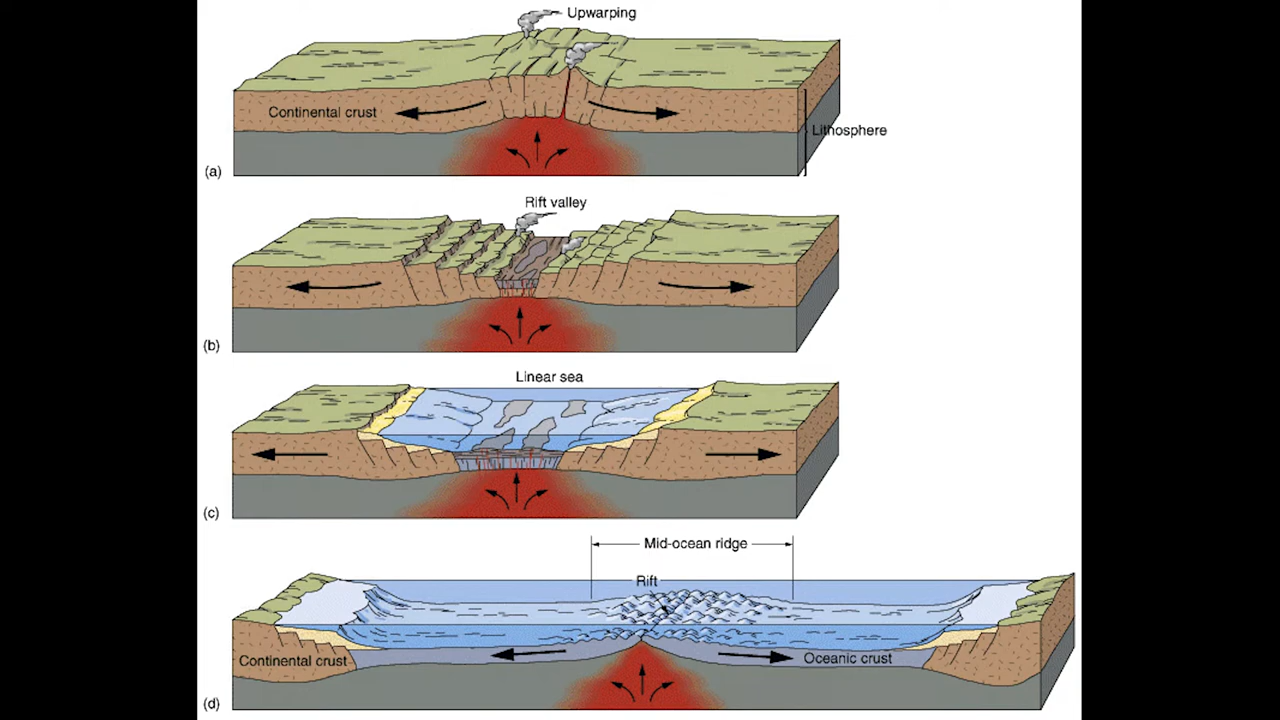 Upwarping
Continental crust
Lithosphere
(a)
Rift valley
(b)
Linear sea
(c)
Mid-ocean ridge
Rift
Continental crust
Oceanic crust
(d)